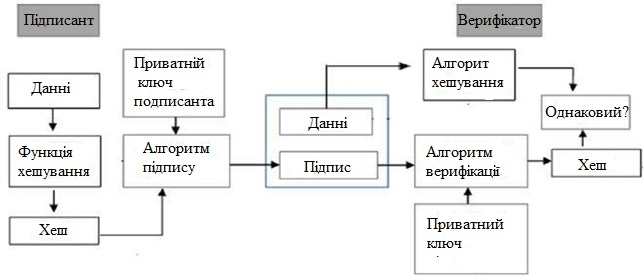 Підписант
Верифікатор
Данні
Функція
хешування
Хеш
Приватній
ключ
подписанта
Алгоритм
підпису
Данні
Підпис
Алгорит
хешування
Алгоритм
верифікації
Приватний
ключ
Однаковий?
Хеш